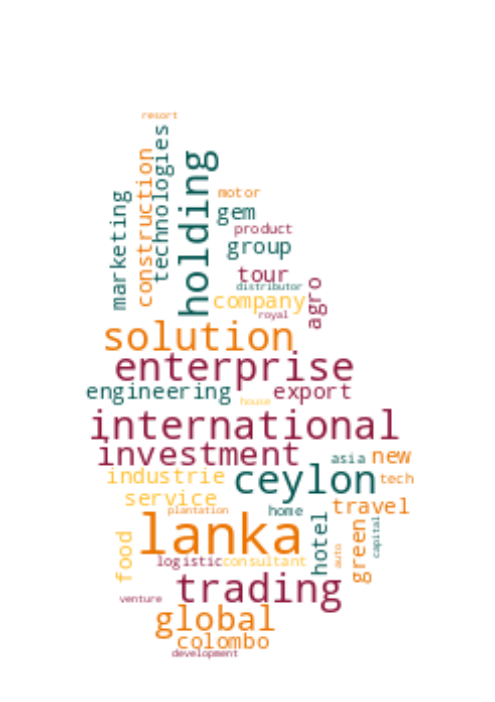 resort
technologies
construction
holding
marketing
motor
gem
product
group
tour
distributor
agro
company
royal
solution
enterprise
engineering
export
house
international
investment
asia
new
industrie
ceylon
tech
service
travel
plantation
home
lanka
hotel
green
capital
food
auto
logistic
consultant
trading
venture
global
colombo
development